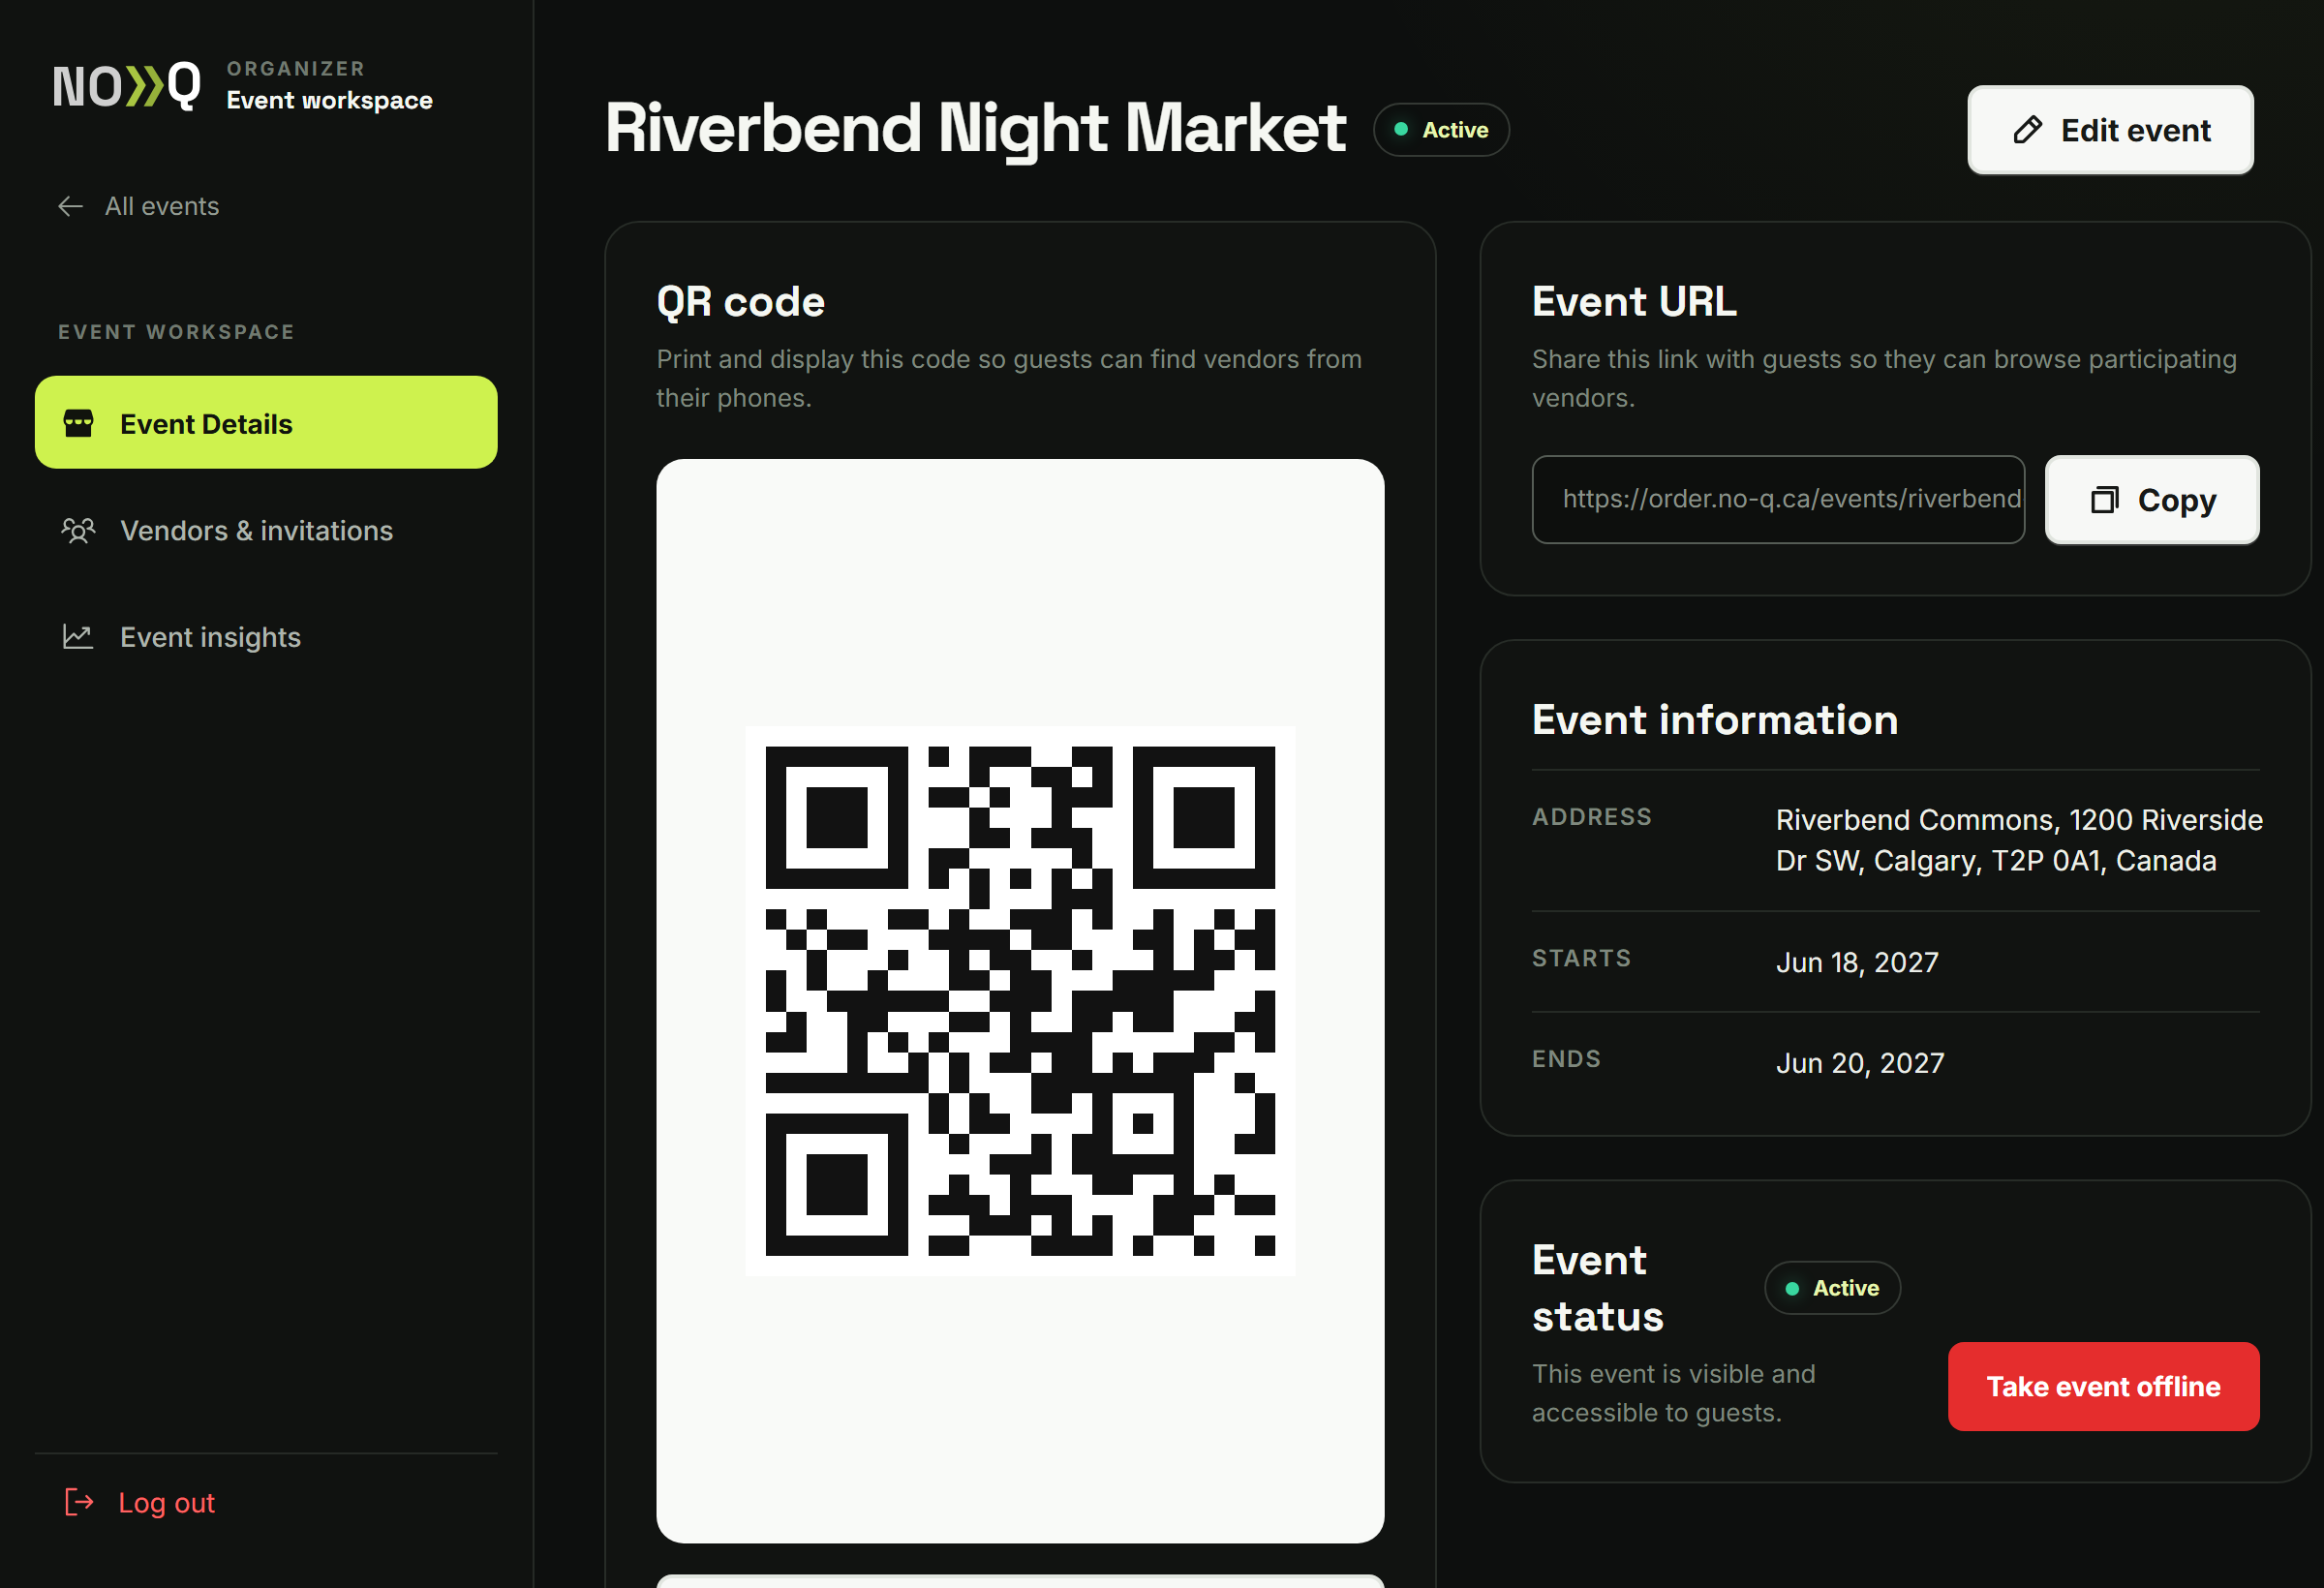 NO»Q
ORGANIZER
Event workspace
All events
EVENT WORKSPACE
Event Details
Vendors & invitations
Event insights
Log out
Riverbend Night Market
Active
Edit event
QR code
Print and display this code so guests can find vendors from
their phones.
Event URL
Share this link with guests so they can browse participating
vendors.
https://order.no-q.ca/events/riverbend
Copy
Event information
ADDRESS
Riverbend Commons, 1200 Riverside
Dr SW, Calgary, T2P 0A1, Canada
STARTS
Jun 18, 2027
ENDS
Jun 20, 2027
Event
status
Active
This event is visible and
accessible to guests.
Take event offline